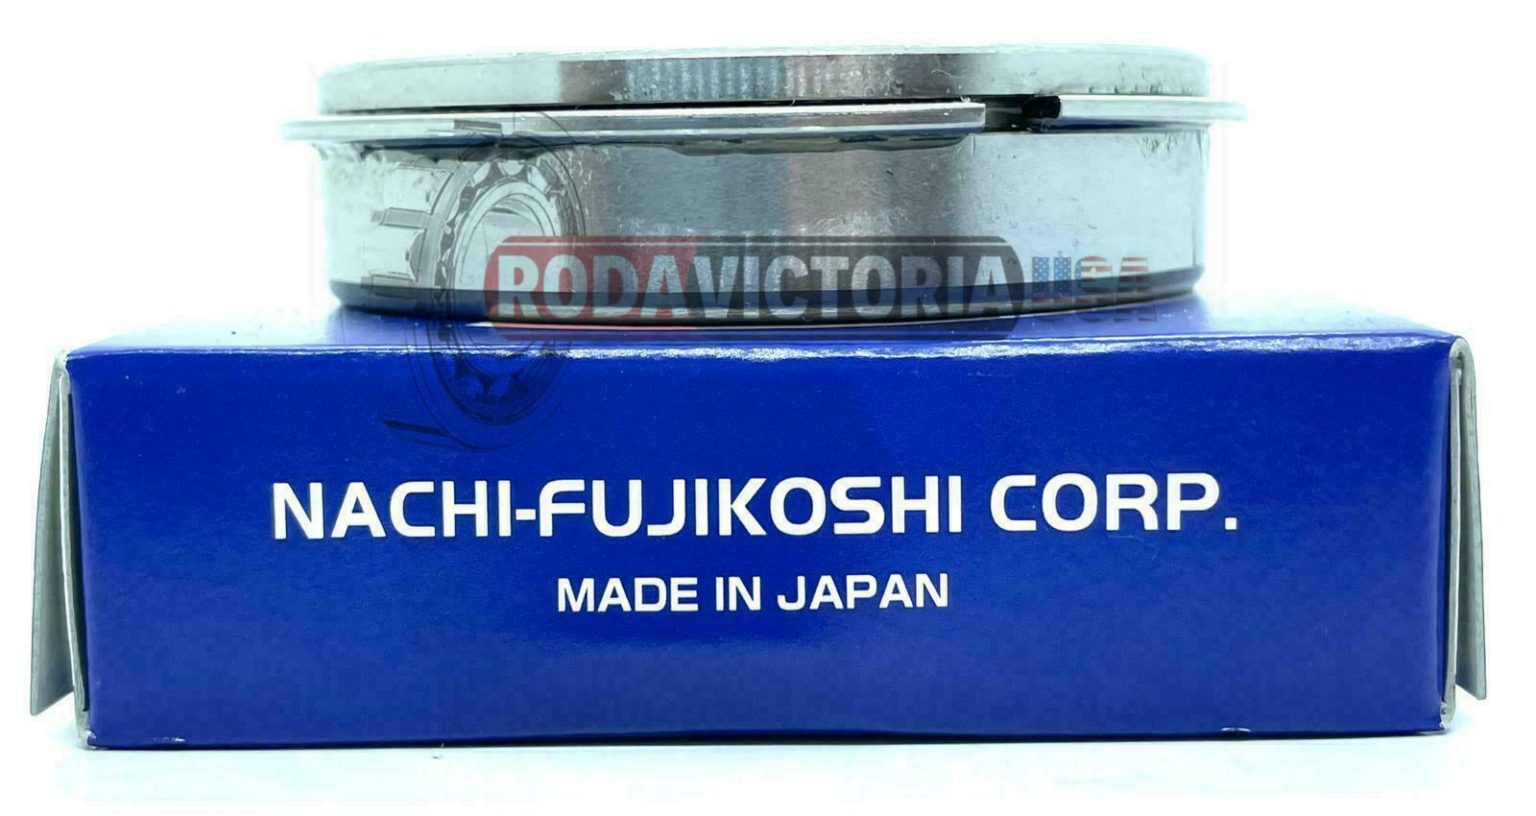 RODAVICTORIA USA
NACHI-FUJIKOSHI CORP.
MADE IN JAPAN